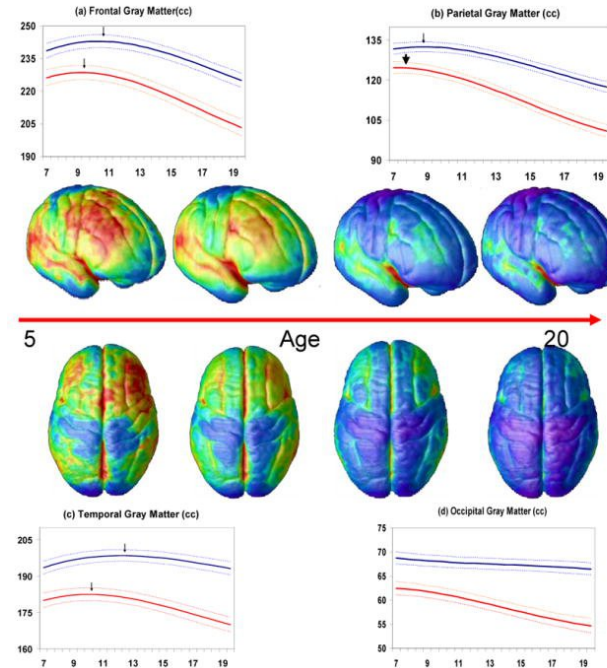 (a) Frontal Gray Matter(cc)
250
230
210
190
7 9 11 13 15 17 19
(b) Parietal Gray Matter (cc)
135
120
105
90
7 9 11 13 15 17 19
5 Age 20
(c) Temporal Gray Matter (cc)
205
190
175
160
7 9 11 13 15 17 19
(d) Occipital Gray Matter (cc)
75
70
65
60
55
50
7 9 11 13 15 17 19